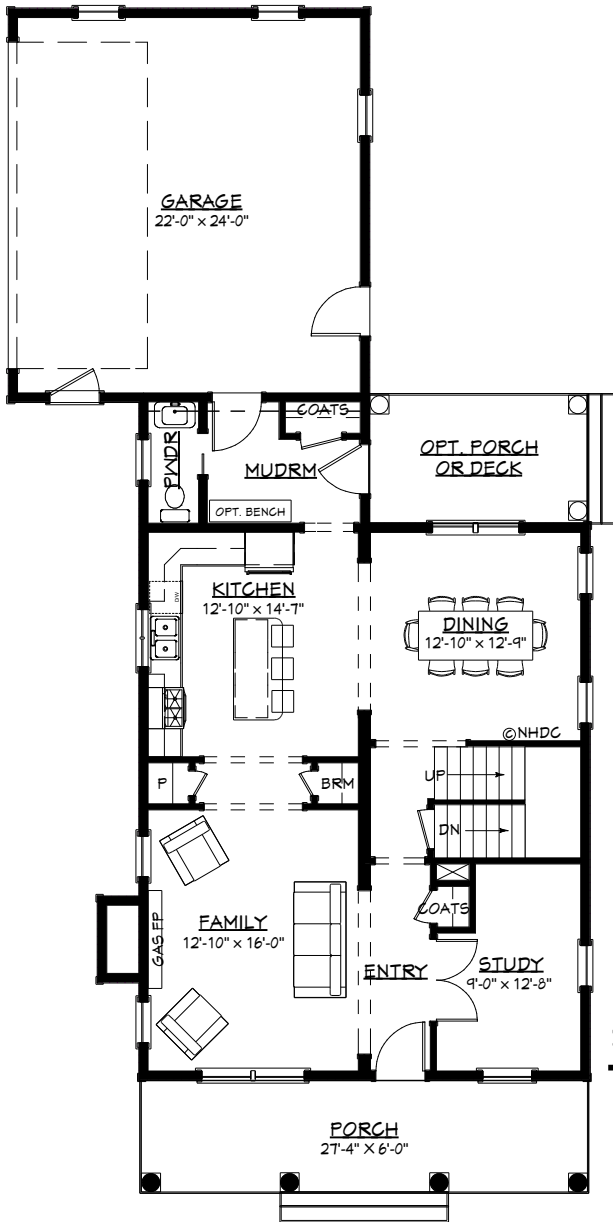 GARAGE
22'-0" x 24'-0"
COATS
PWDR
MUDRM
OPT. BENCH
OPT. PORCH
OR DECK
KITCHEN
12'-10" x 14'-7"
DW
DINING
12'-10" x 12'-9"
©NHDC
P
BRM
UP
DN
COATS
FAMILY
12'-10" x 16'-0"
GAS FP
ENTRY
STUDY
9'-0" x 12'-8"
PORCH
27'-4" x 6'-0"